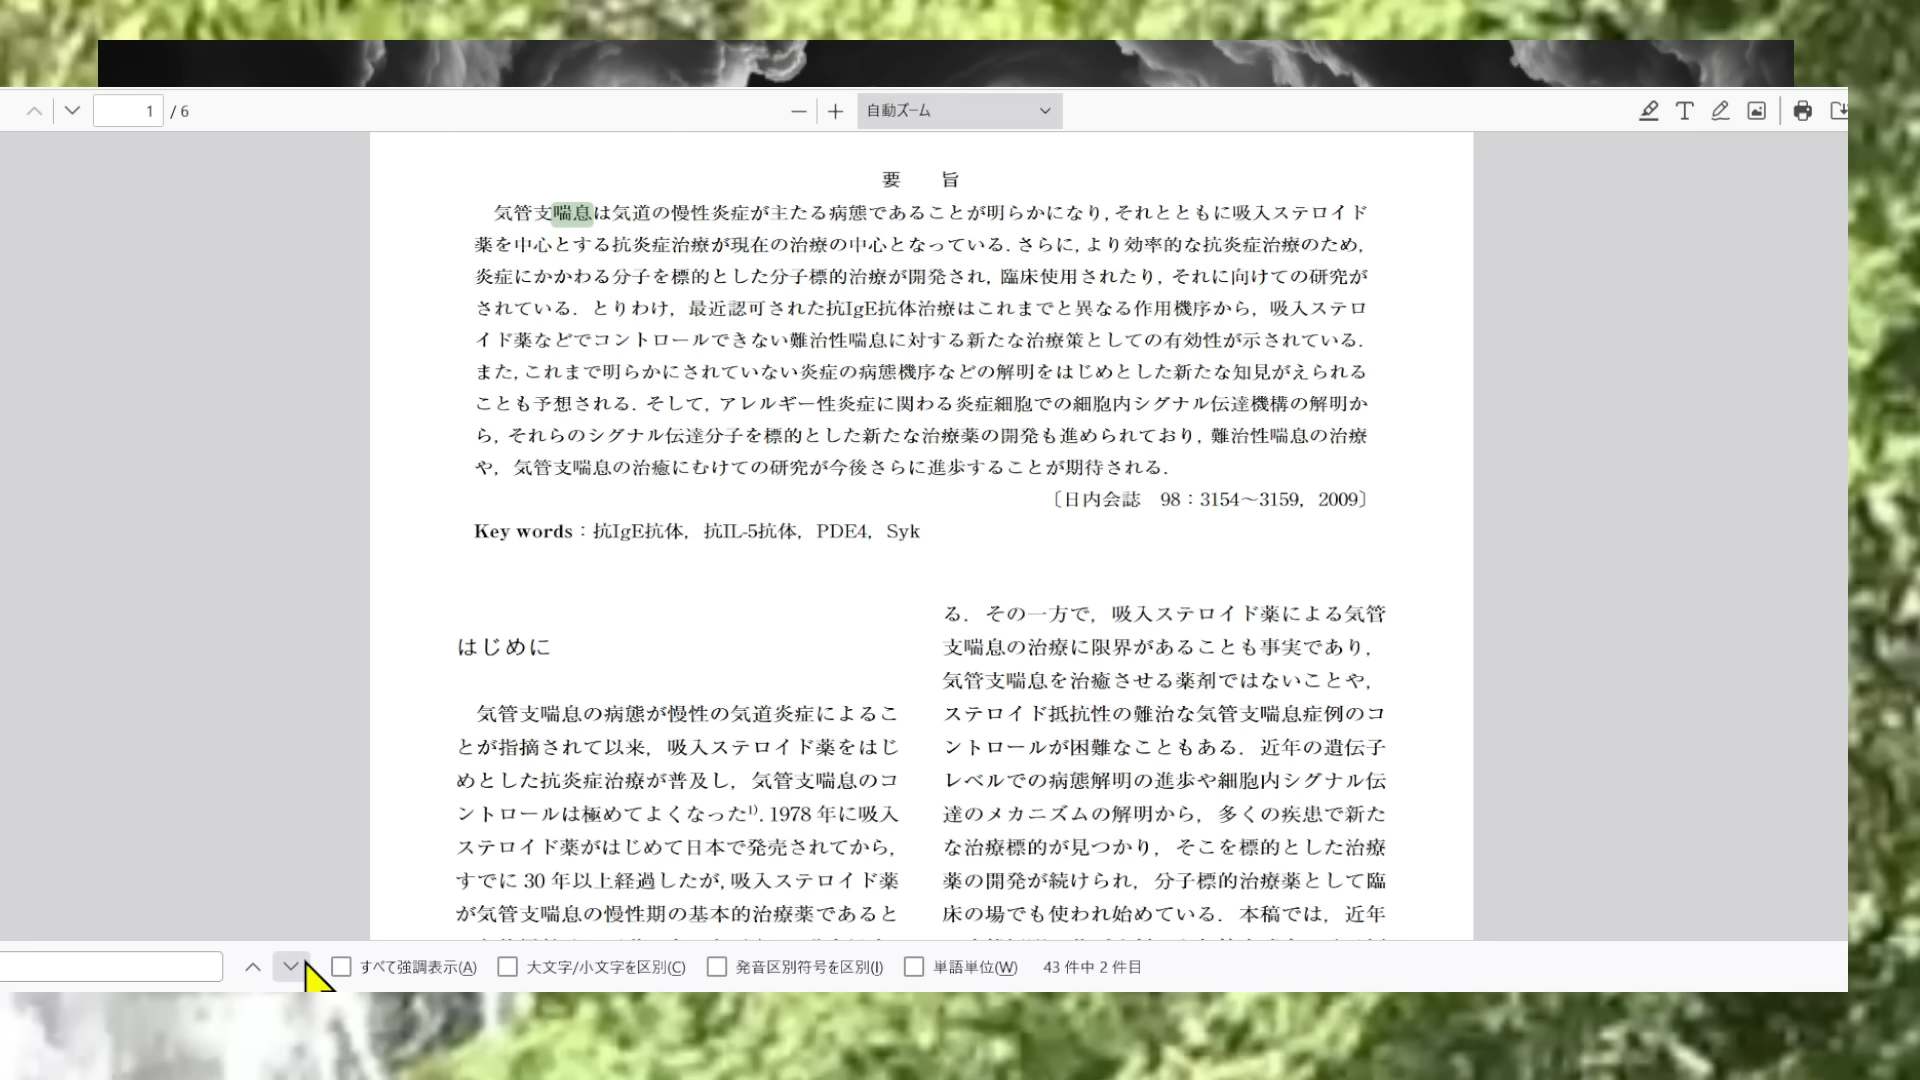 1 / 6
自動ズーム
要 旨
気管支喘息は気道の慢性炎症が主たる病態であることが明らかになり，それとともに吸入ステロイド
薬を中心とする抗炎症治療が現在の治療の中心となっている．さらに，より効率的な抗炎症治療のため，
炎症にかかわる分子を標的とした分子標的治療が開発され，臨床使用されたり，それに向けての研究が
されている．とりわけ，最近認可された抗IgE抗体治療はこれまでと異なる作用機序から，吸入ステロ
イド薬などでコントロールできない難治性喘息に対する新たな治療策としての有効性が示されている．
また，これまで明らかにされていない炎症の病態機序などの解明をはじめとした新たな知見がえられる
ことも予想される．そして，アレルギー性炎症に関わる炎症細胞での細胞内シグナル伝達機構の解明か
ら，それらのシグナル伝達分子を標的とした新たな治療薬の開発も進められており，難治性喘息の治療
や，気管支喘息の治癒にむけての研究が今後さらに進歩することが期待される．
〔日内会誌 98：3154～3159，2009〕
Key words：抗IgE抗体，抗IL-5抗体，PDE4，Syk
はじめに
気管支喘息の病態が慢性の気道炎症によるこ
とが指摘されて以来，吸入ステロイド薬をはじ
めとした抗炎症治療が普及し，気管支喘息のコ
ントロールは極めてよくなった¹⁾．1978 年に吸入
ステロイド薬がはじめて日本で発売されてから，
すでに 30 年以上経過したが，吸入ステロイド薬
が気管支喘息の慢性期の基本的治療薬であると
る．その一方で，吸入ステロイド薬による気管
支喘息の治療に限界があることも事実であり，
気管支喘息を治癒させる薬剤ではないことや，
ステロイド抵抗性の難治な気管支喘息症例のコ
ントロールが困難なこともある．近年の遺伝子
レベルでの病態解明の進歩や細胞内シグナル伝
達のメカニズムの解明から，多くの疾患で新た
な治療標的が見つかり，そこを標的とした治療
薬の開発が続けられ，分子標的治療薬として臨
床の場でも使われ始めている．本稿では，近年
すべて強調表示(A) 大文字/小文字を区別(C) 発音区別符号を区別(I) 単語単位(W) 43 件中 2 件目